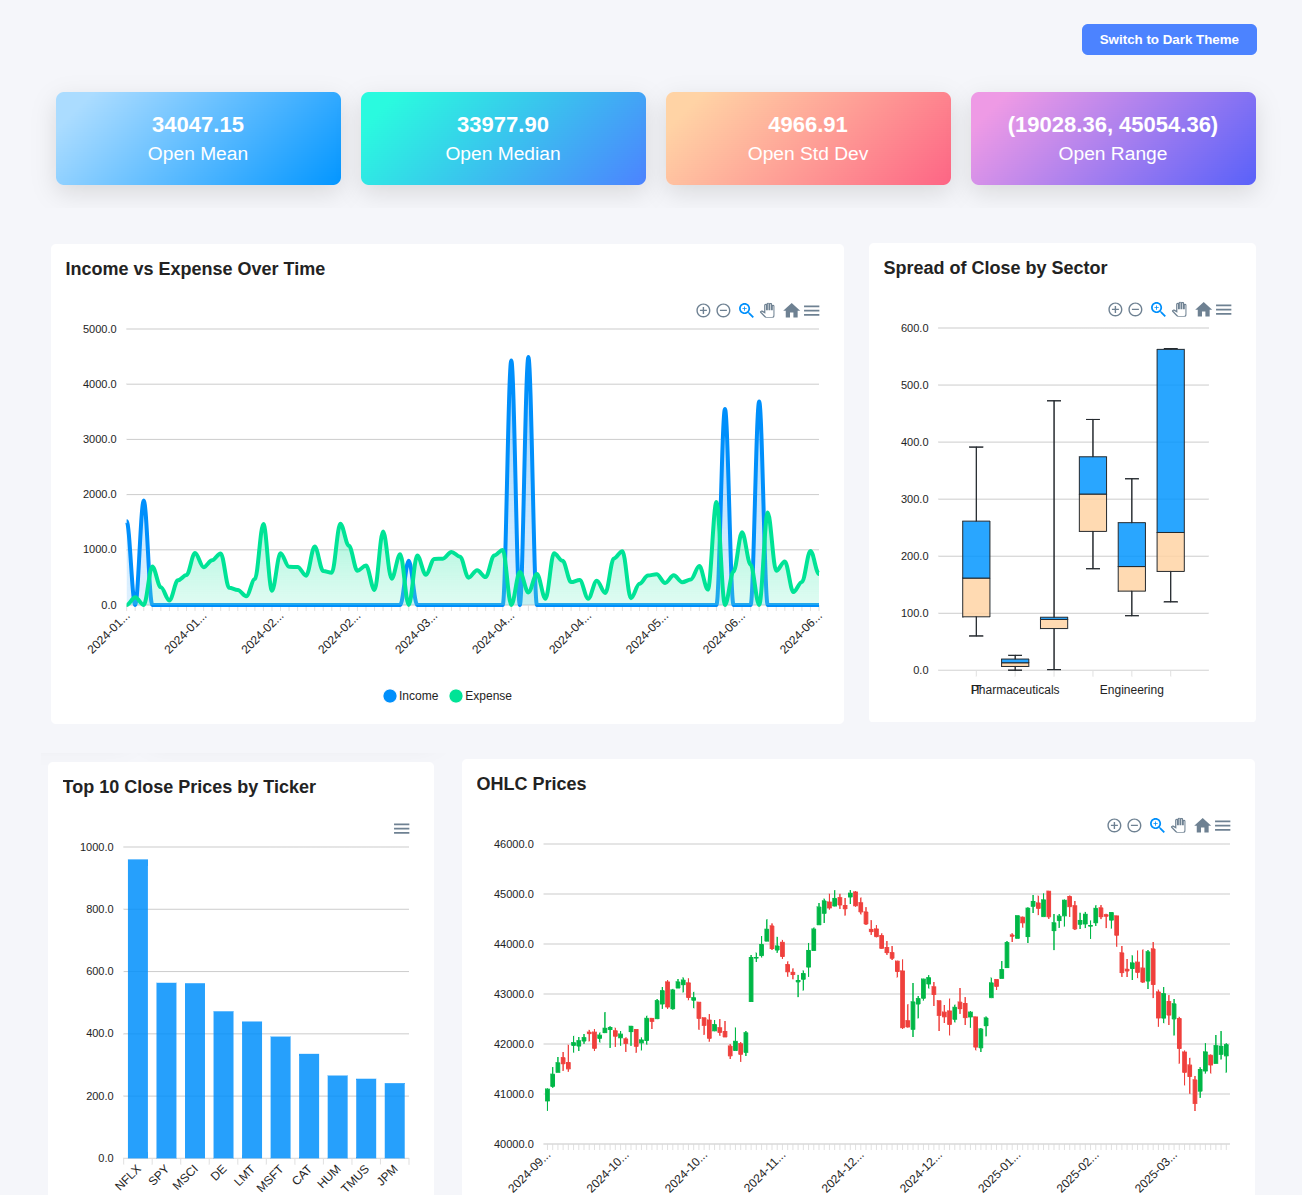 Switch to Dark Theme
34047.15
Open Mean
33977.90
Open Median
4966.91
Open Std Dev
(19028.36, 45054.36)
Open Range
Income vs Expense Over Time
5000.0
4000.0
3000.0
2000.0
1000.0
0.0
2024-01...
2024-01...
2024-02...
2024-02...
2024-03...
2024-04...
2024-04...
2024-05...
2024-06...
2024-06...
Income
Expense
Spread of Close by Sector
600.0
500.0
400.0
300.0
200.0
100.0
0.0
IT
Pharmaceuticals
Engineering
Top 10 Close Prices by Ticker
1000.0
800.0
600.0
400.0
200.0
0.0
NFLX
SPY
MSCI
DE
LMT
MSFT
CAT
HUM
TMUS
JPM
OHLC Prices
46000.0
45000.0
44000.0
43000.0
42000.0
41000.0
40000.0
2024-09...
2024-10...
2024-10...
2024-11...
2024-12...
2024-12...
2025-01...
2025-02...
2025-03...